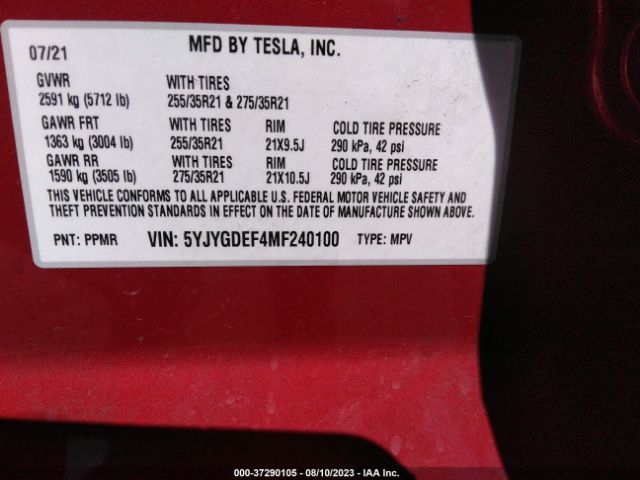 07/21 MFD BY TESLA, INC.
GVWR WITH TIRES
2591 kg (5712 lb) 255/35R21 & 275/35R21
GAWR FRT WITH TIRES RIM COLD TIRE PRESSURE
1363 kg (3004 lb) 255/35R21 21X9.5J 290 kPa, 42 psi
GAWR RR WITH TIRES RIM COLD TIRE PRESSURE
1590 kg (3505 lb) 275/35R21 21X10.5J 290 kPa, 42 psi
THIS VEHICLE CONFORMS TO ALL APPLICABLE U.S. FEDERAL MOTOR VEHICLE SAFETY AND
THEFT PREVENTION STANDARDS IN EFFECT ON THE DATE OF MANUFACTURE SHOWN ABOVE.
PNT: PPMR VIN: 5YJYGDEF4MF240100 TYPE: MPV
000-37290105 - 08/10/2023 - IAA Inc.